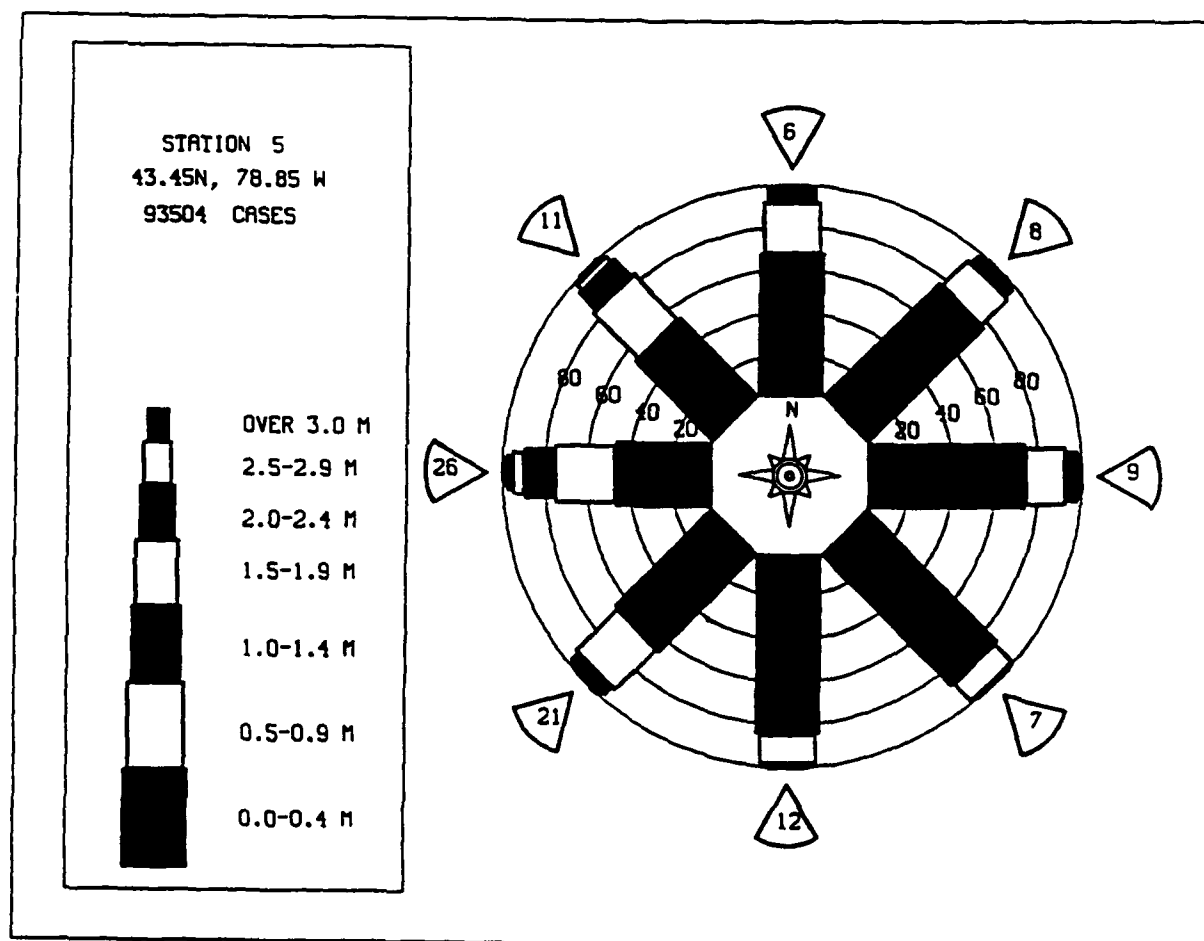 STATION 5
43.45N, 78.85 W
93504 CASES
OVER 3.0 M
2.5-2.9 M
2.0-2.4 M
1.5-1.9 M
1.0-1.4 M
0.5-0.9 M
0.0-0.4 M
6
11
8
80
60
40
20
N
20
40
60
80
26
9
21
7
12